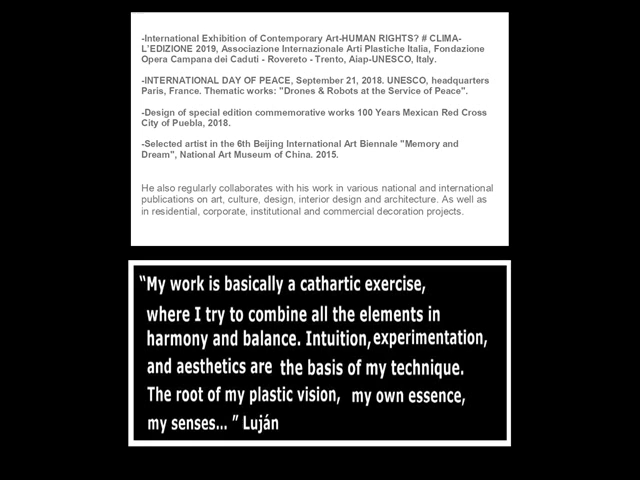 -International Exhibition of Contemporary Art-HUMAN RIGHTS? # CLIMA-
L'EDIZIONE 2019, Associazione Internazionale Arti Plastiche Italia, Fondazione
Opera Campana dei Caduti - Rovereto - Trento, Aiap-UNESCO, Italy.
-INTERNATIONAL DAY OF PEACE, September 21, 2018. UNESCO, headquarters
Paris, France. Thematic works: "Drones & Robots at the Service of Peace".
-Design of special edition commemorative works 100 Years Mexican Red Cross
City of Puebla, 2018.
-Selected artist in the 6th Beijing International Art Biennale "Memory and
Dream", National Art Museum of China. 2015.
He also regularly collaborates with his work in various national and international
publications on art, culture, design, interior design and architecture. As well as
in residential, corporate, institutional and commercial decoration projects.
“My work is basically a cathartic exercise,
where I try to combine all the elements in
harmony and balance. Intuition, experimentation,
and aesthetics are the basis of my technique.
The root of my plastic vision, my own essence,
my senses... ” Luján